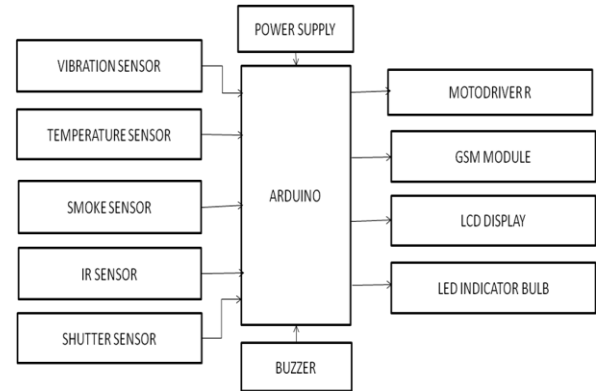 POWER SUPPLY
VIBRATION SENSOR
TEMPERATURE SENSOR
SMOKE SENSOR
IR SENSOR
SHUTTER SENSOR
ARDUINO
MOTODRIVER R
GSM MODULE
LCD DISPLAY
LED INDICATOR BULB
BUZZER